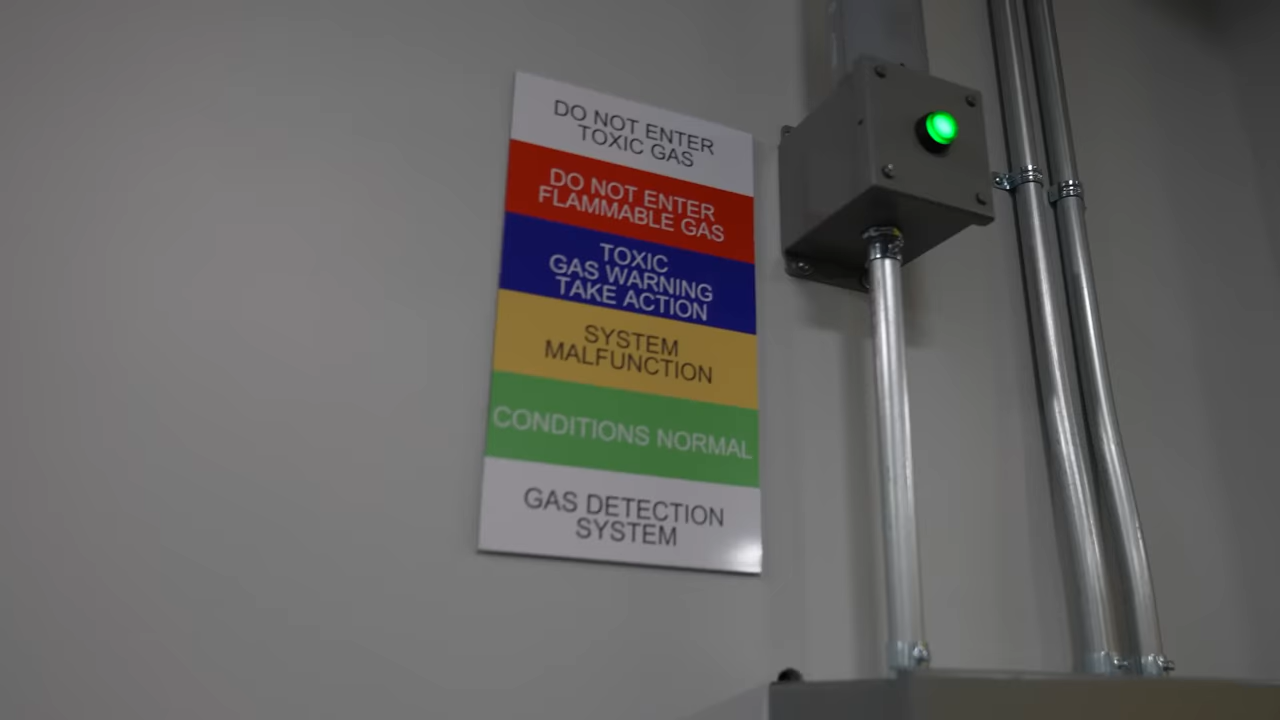 DO NOT ENTER
TOXIC GAS
DO NOT ENTER
FLAMMABLE GAS
TOXIC
GAS WARNING
TAKE ACTION
SYSTEM
MALFUNCTION
CONDITIONS NORMAL
GAS DETECTION
SYSTEM